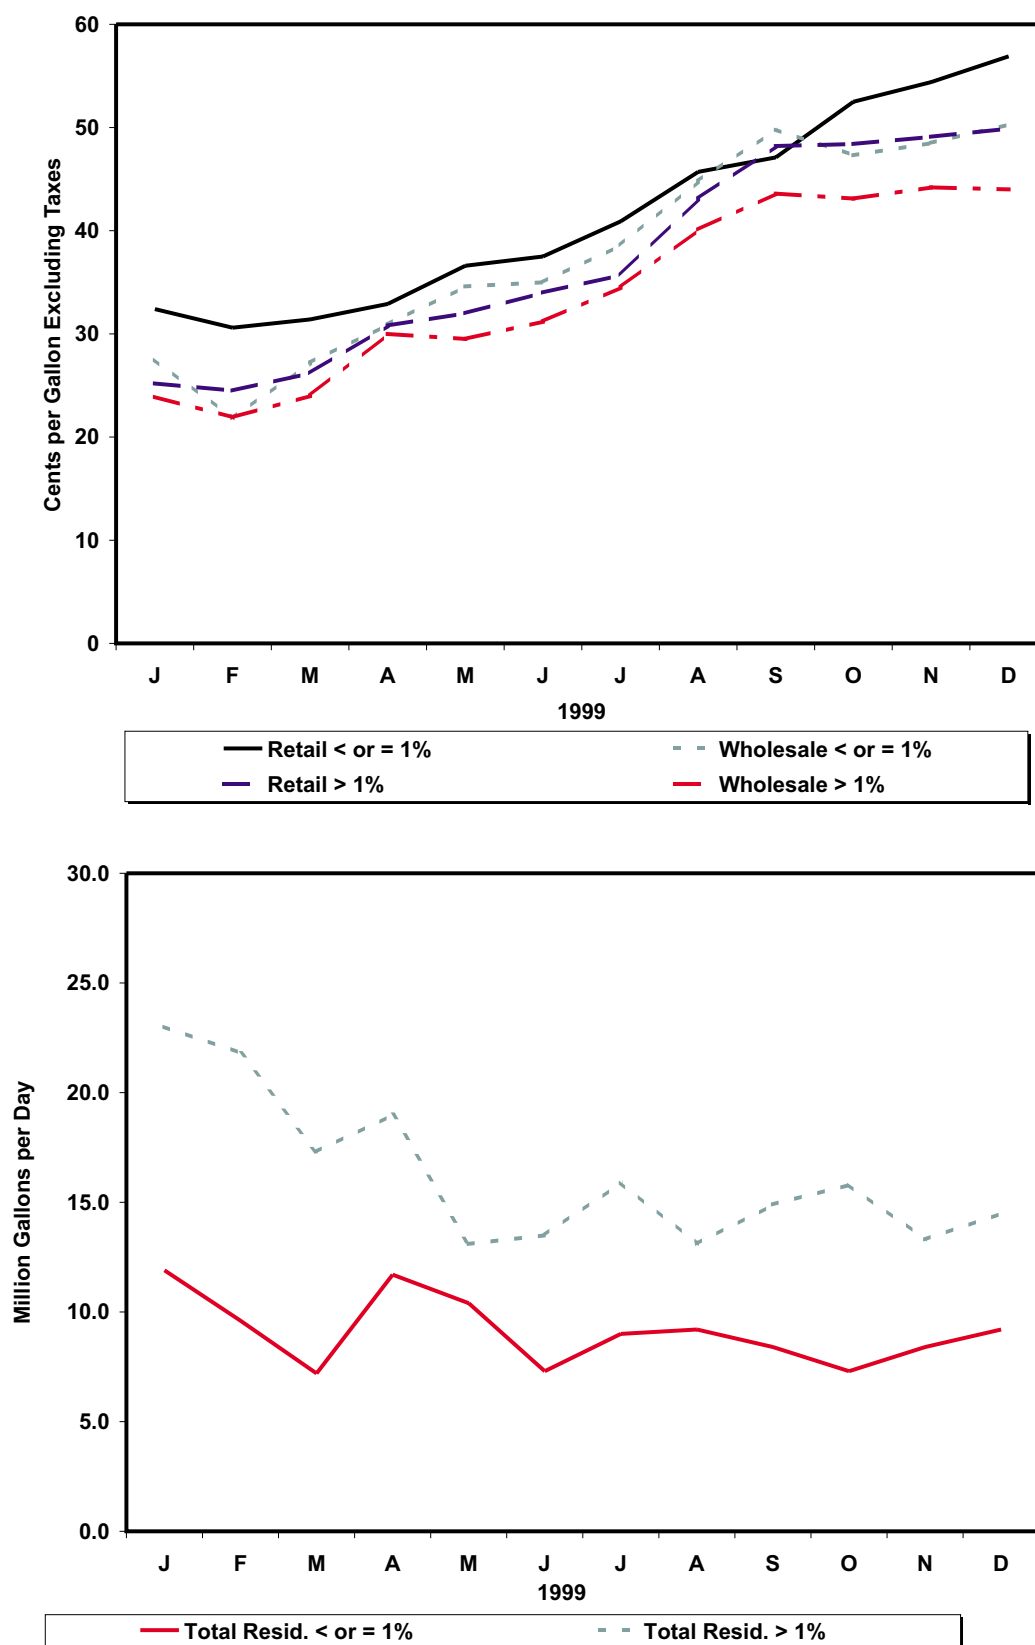 60
50
40
30
20
10
0
Cents per Gallon Excluding Taxes
J F M A M J J A S O N D
1999
Retail < or = 1% Wholesale < or = 1%
Retail > 1% Wholesale > 1%
30.0
25.0
20.0
15.0
10.0
5.0
0.0
Million Gallons per Day
J F M A M J J A S O N D
1999
Total Resid. < or = 1% Total Resid. > 1%